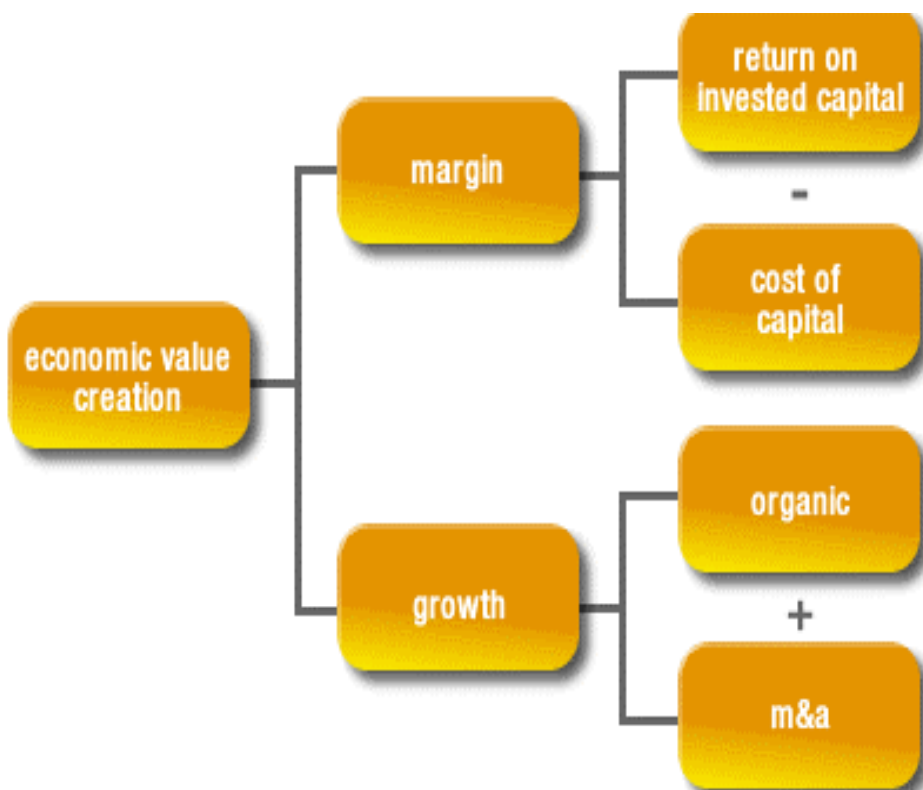 economic value
creation
margin
return on
invested capital
-
cost of
capital
growth
organic
+
m&a